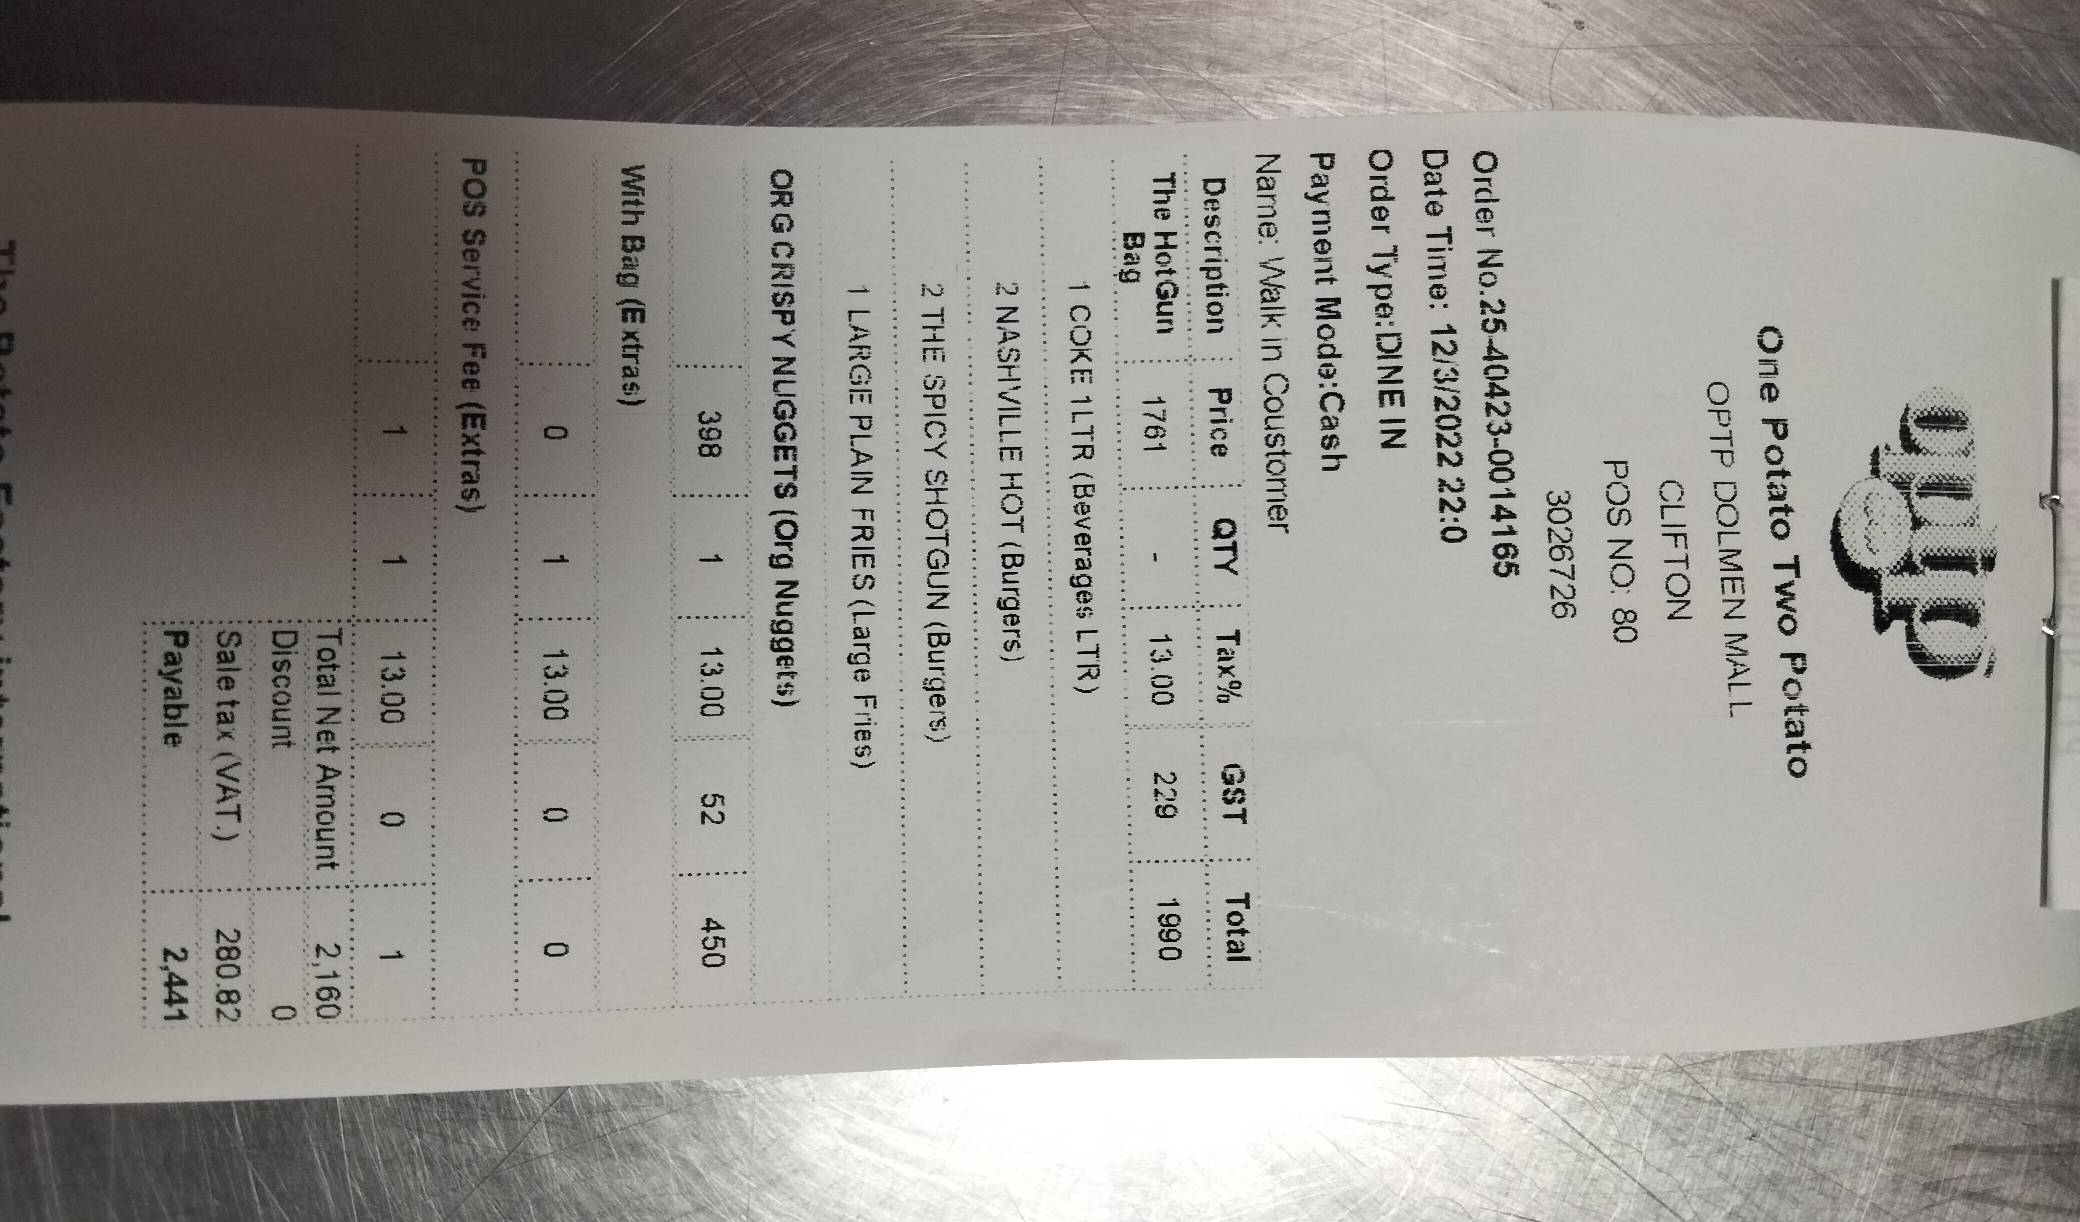 optp
One Potato Two Potato
OPTP DOLMEN MALL
CLIFTON
POS NO: 80
3026726
Order No.25-40423-0014165
Date Time: 12/3/2022 22:0
Order Type:DINE IN
Payment Mode:Cash
Name: Walk in Coustomer
Description Price QTY Tax% GST Total
The HotGun 1761 - 13.00 229 1990
Bag
1 COKE 1LTR (Beverages LTR)
2 NASHVILLE HOT (Burgers)
2 THE SPICY SHOTGUN (Burgers)
1 LARGE PLAIN FRIES (Large Fries)
ORG CRISPY NUGGETS (Org Nuggets)
398 1 13.00 52 450
With Bag (Extras)
0 1 13.00 0 0
POS Service Fee (Extras)
1 1 13.00 0 1
Total Net Amount 2,160
Discount 0
Sale tax (VAT.) 280.82
Payable 2,441